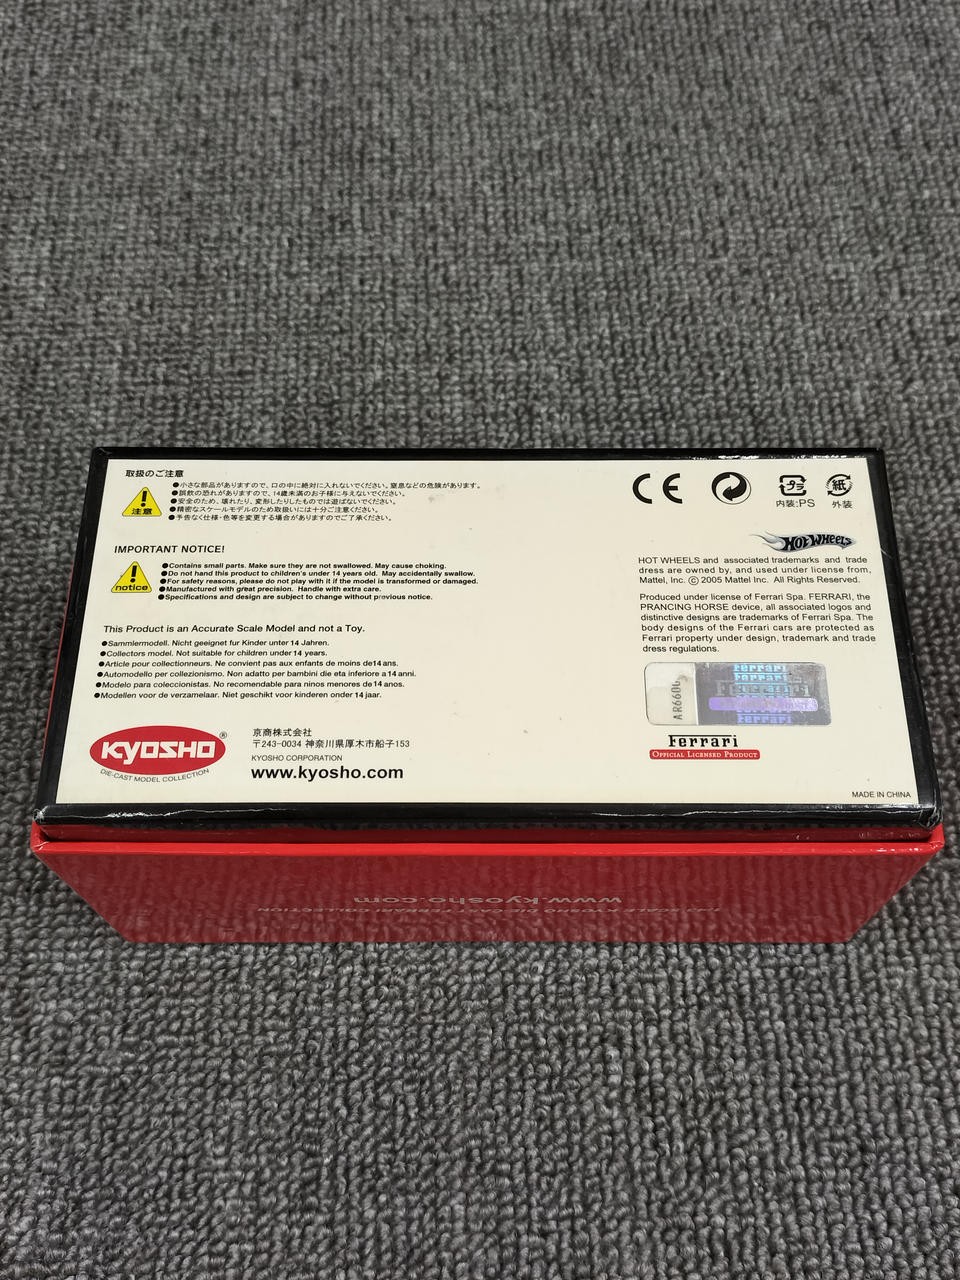 取扱のご注意
●小さな部品がありますので、口の中に絶対に入れないでください。窒息などの危険があります。
●誤飲の恐れがありますので、14歳未満のお子様に与えないでください。
●安全のため、壊れたり、変形したりしたものでは遊ばないでください。
●精密なスケールモデルのため取扱いには十分ご注意ください。
●予告なく仕様・色等を変更する場合がありますのでご了承ください。
注意
IMPORTANT NOTICE!
●Contains small parts. Make sure they are not swallowed. May cause choking.
●Do not hand this product to children's under 14 years old. May accidentally swallow.
●For safety reasons, please do not play with it if the model is transformed or damaged.
●Manufactured with great precision. Handle with extra care.
●Specifications and design are subject to change without previous notice.
notice
This Product is an Accurate Scale Model and not a Toy.
●Sammlermodell. Nicht geeignet fur Kinder unter 14 Jahren.
●Collectors model. Not suitable for children under 14 years.
●Article pour collectionneurs. Ne convient pas aux enfants de moins de14 ans.
●Automodello per collezionismo. Non adatto per bambini die eta inferiore a 14 anni.
●Modelo para coleccionistas. No recomendable para ninos menores de 14 anos.
●Modellen voor de verzamelaar. Niet geschikt voor kinderen onder 14 jaar.
KYOSHO®
DIE-CAST MODEL COLLECTION
京商株式会社
〒243-0034 神奈川県厚木市船子153
KYOSHO CORPORATION
www.kyosho.com
CE
プラ
紙
内装:PS
外装
HOT WHEELS
HOT WHEELS and associated trademarks and trade
dress are owned by, and used under license from,
Mattel, Inc. © 2005 Mattel Inc. All Rights Reserved.
Produced under license of Ferrari Spa. FERRARI, the
PRANCING HORSE device, all associated logos and
distinctive designs are trademarks of Ferrari Spa. The
body designs of the Ferrari cars are protected as
Ferrari property under design, trademark and trade
dress regulations.
Ferrari
Ferrari
Ferrari
Ferrari
Ferrari
OFFICIAL LICENSED PRODUCT
MADE IN CHINA
www.kyosho.com
1:43 SCALE KYOSHO DIE-CAST FERRARI COLLECTION